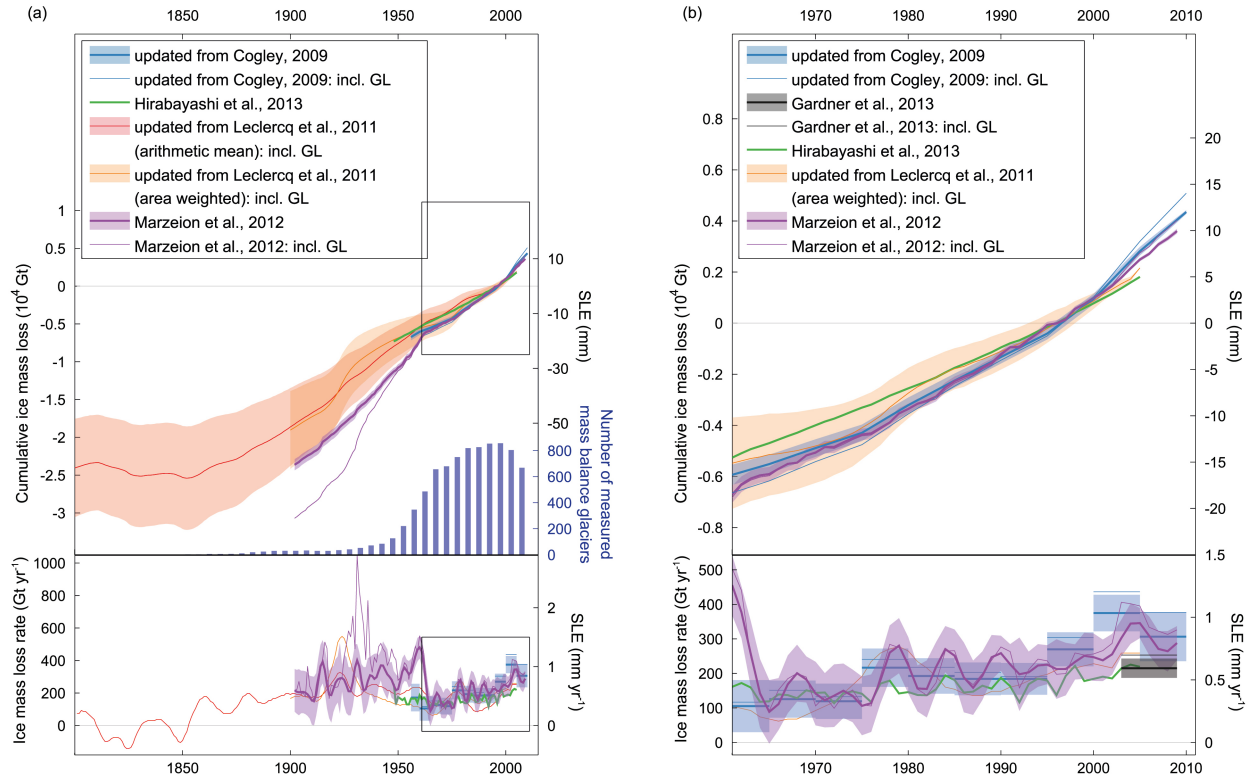 (a)
1850 1900 1950 2000
updated from Cogley, 2009
updated from Cogley, 2009: incl. GL
Hirabayashi et al., 2013
updated from Leclercq et al., 2011
(arithmetic mean): incl. GL
updated from Leclercq et al., 2011
(area weighted): incl. GL
Marzeion et al., 2012
Marzeion et al., 2012: incl. GL
Cumulative ice mass loss (10⁴ Gt)
1
0.5
0
-0.5
-1
-1.5
-2
-2.5
-3
SLE (mm)
10
-10
-30
-50
Number of measured
mass balance glaciers
800
600
400
200
0
Ice mass loss rate (Gt yr⁻¹)
1000
800
600
400
200
0
SLE
(mm yr⁻¹)
2
1
0
1850 1900 1950 2000
(b)
1970 1980 1990 2000 2010
updated from Cogley, 2009
updated from Cogley, 2009: incl. GL
Gardner et al., 2013
Gardner et al., 2013: incl. GL
Hirabayashi et al., 2013
updated from Leclercq et al., 2011
(area weighted): incl. GL
Marzeion et al., 2012
Marzeion et al., 2012: incl. GL
Cumulative ice mass loss (10⁴ Gt)
0.8
0.6
0.4
0.2
0
-0.2
-0.4
-0.6
-0.8
SLE (mm)
20
15
10
5
0
-5
-10
-15
-20
Ice mass loss rate (Gt yr⁻¹)
500
400
300
200
100
0
SLE
(mm yr⁻¹)
1.5
1
0.5
0
1970 1980 1990 2000 2010